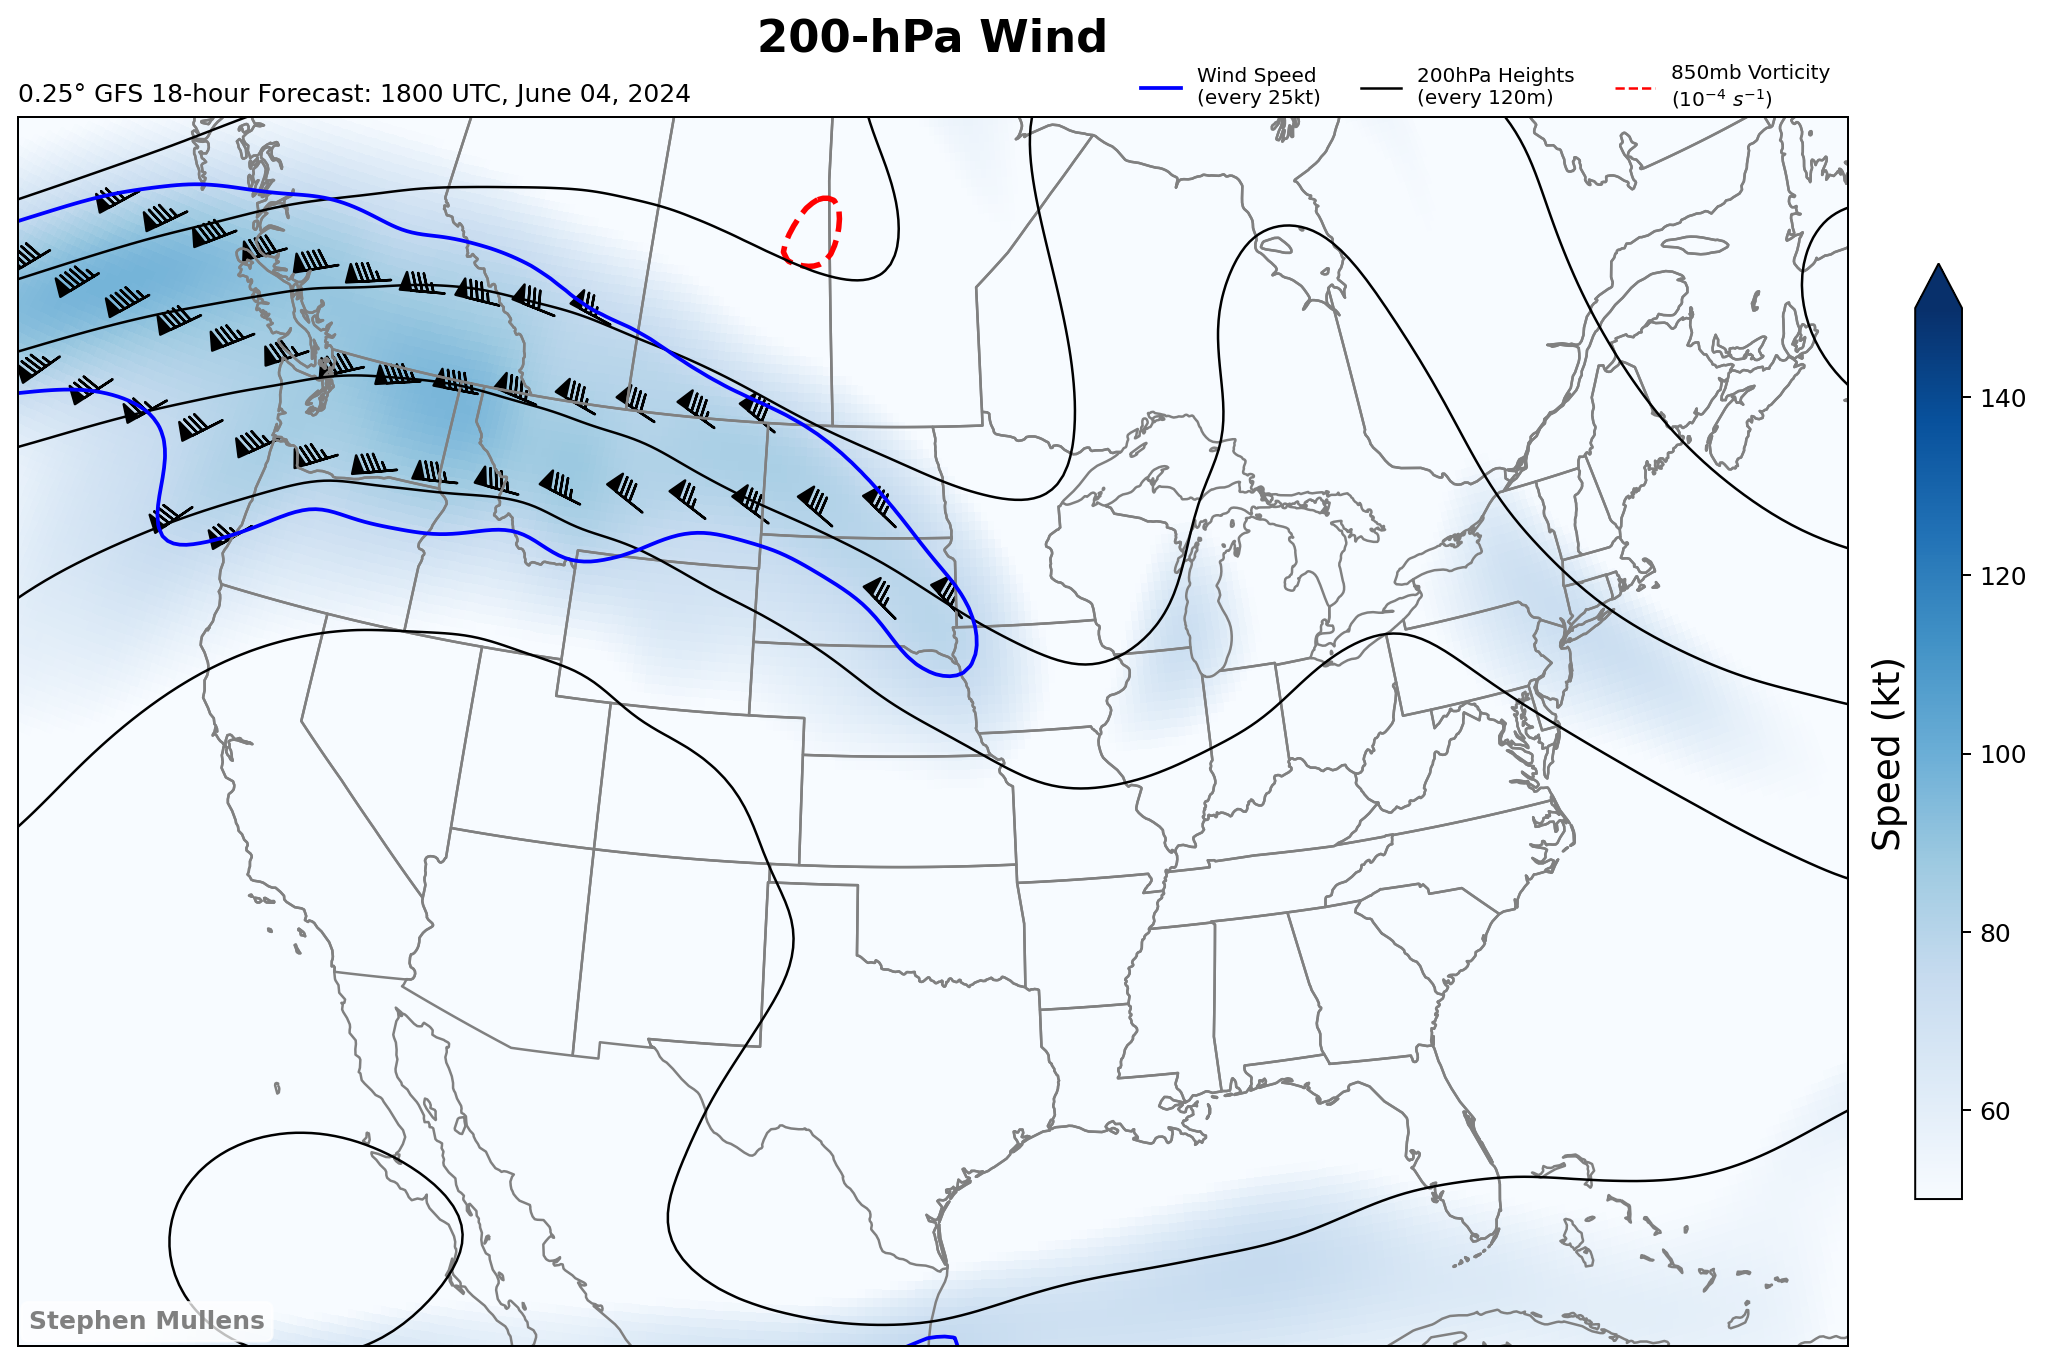 200-hPa Wind
0.25° GFS 18-hour Forecast: 1800 UTC, June 04, 2024
Wind Speed
(every 25kt)
200hPa Heights
(every 120m)
850mb Vorticity
(10⁻⁴ s⁻¹)
140
120
100
80
60
Speed (kt)
Stephen Mullens